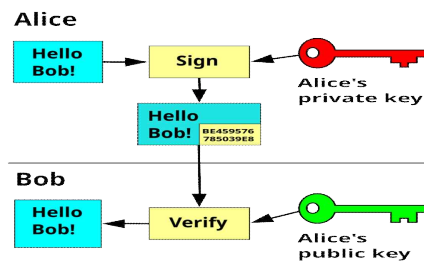 Alice
Hello
Bob!
Sign
Alice's
private key
Hello
Bob!
BE459576
785039E8
Bob
Hello
Bob!
Verify
Alice's
public key